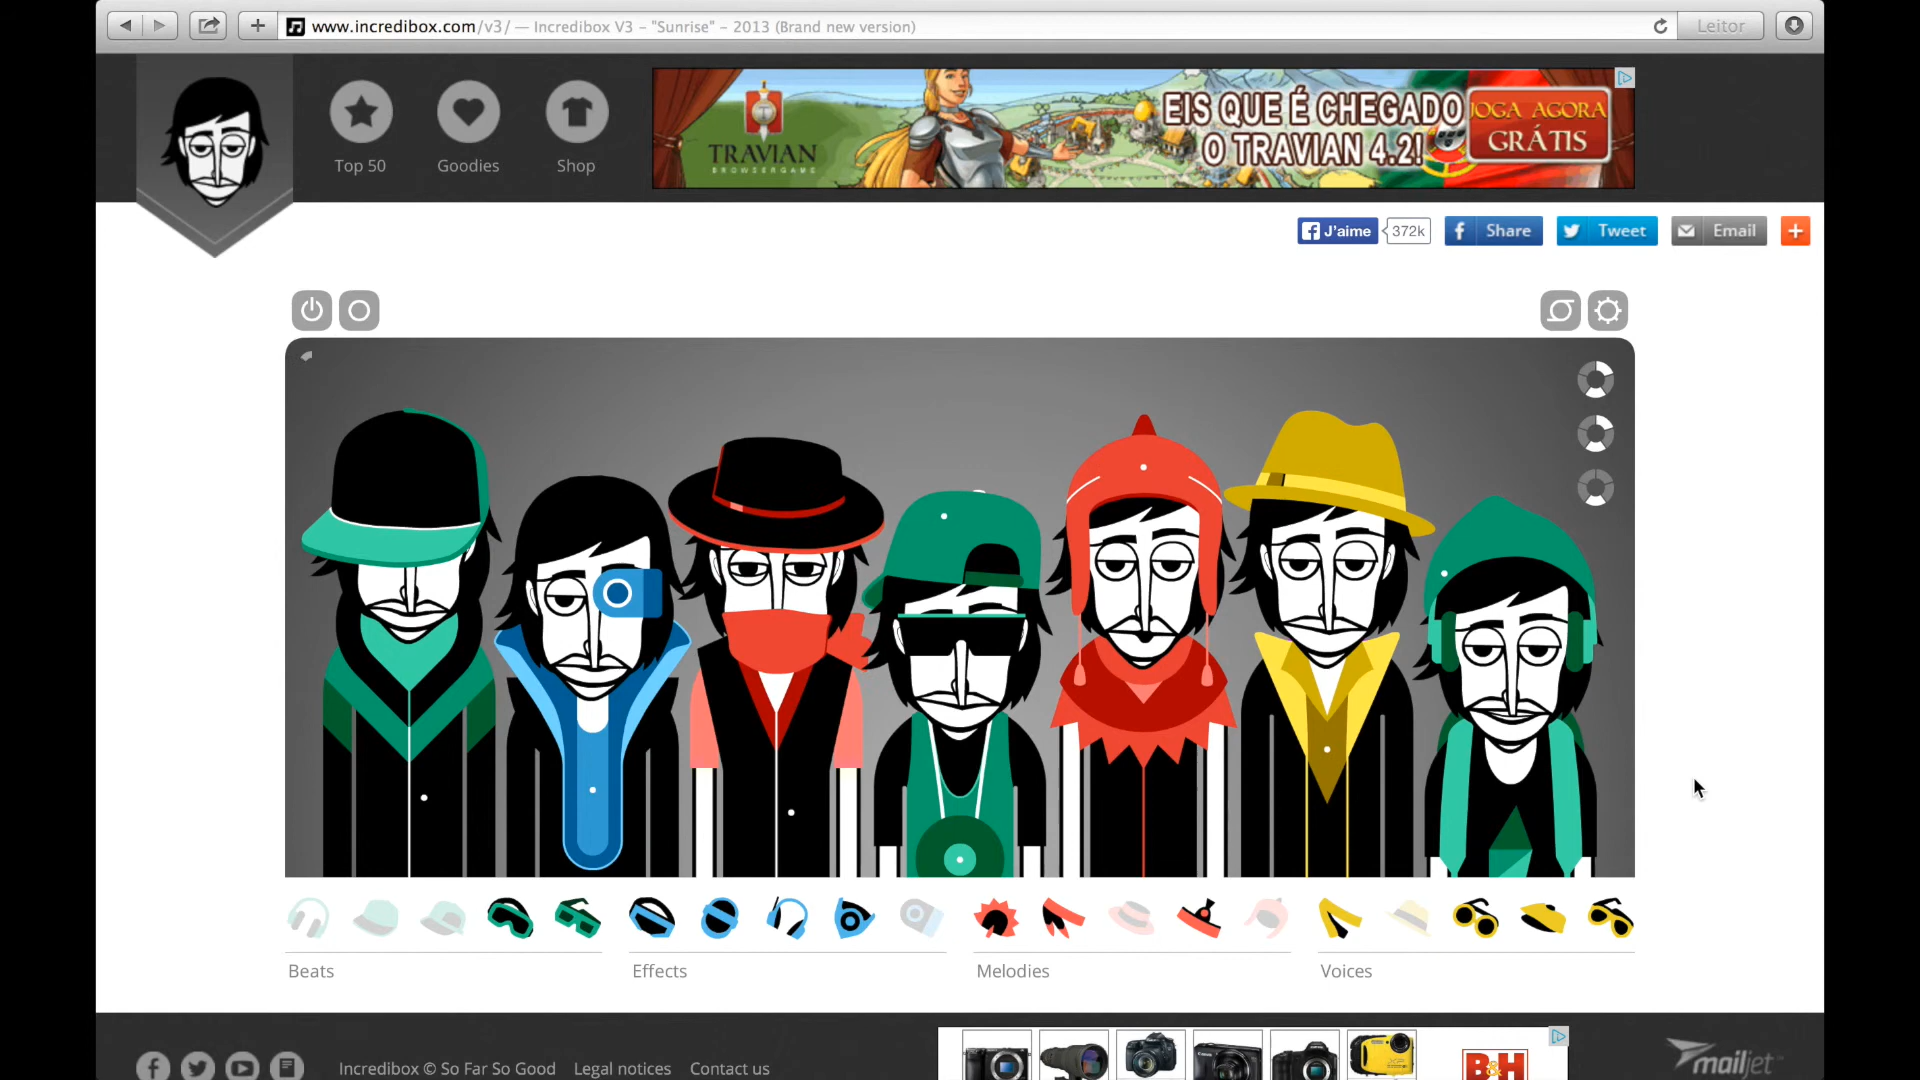 www.incredibox.com/v3/ — Incredibox V3 - "Sunrise" - 2013 (Brand new version)
Leitor
Top 50
Goodies
Shop
TRAVIAN
BROWSERGAME
EIS QUE É CHEGADO
O TRAVIAN 4.2!
JOGA AGORA
GRÁTIS
J'aime
372k
Share
Tweet
Email
Beats
Effects
Melodies
Voices
Incredibox © So Far So Good
Legal notices
Contact us
B&H
mailjet